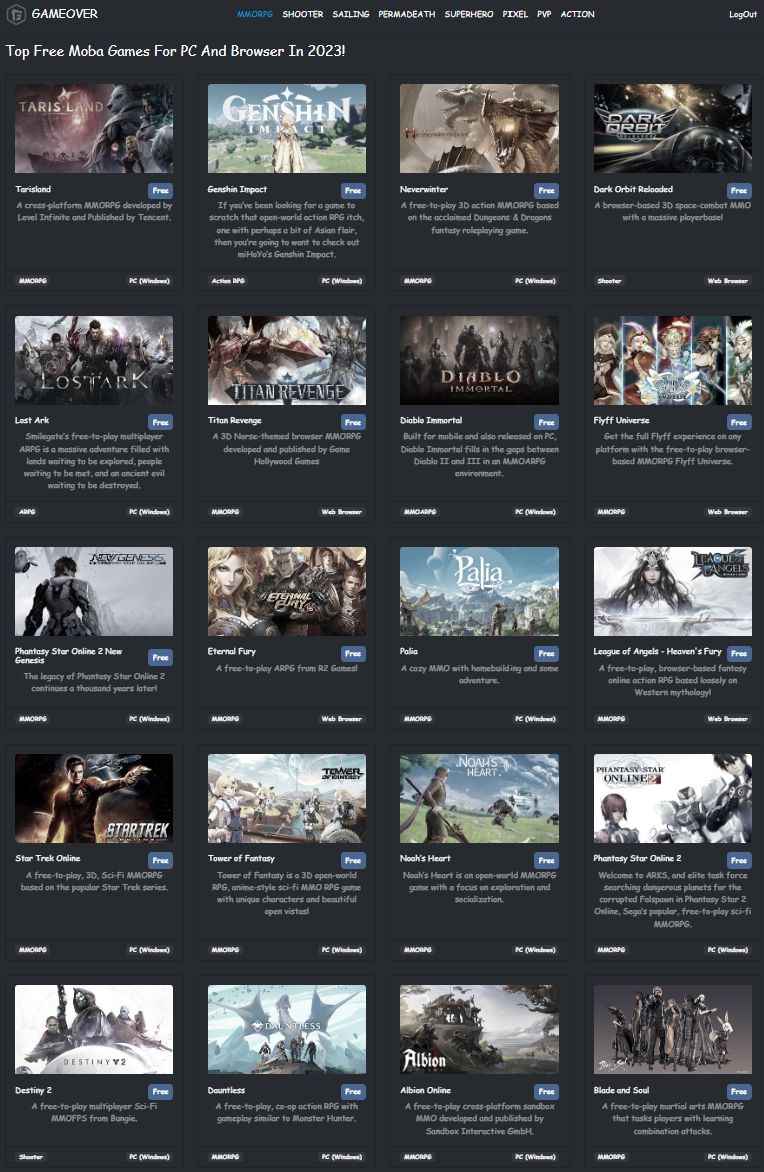 GAMEOVER
MMORPG SHOOTER SAILING PERMADEATH SUPERHERO PIXEL PVP ACTION
LogOut
Top Free Moba Games For PC And Browser In 2023!
TARISLAND
Tarisland
Free
A cross-platform MMORPG developed by
Level Infinite and Published by Tencent.
MMORPG
PC (Windows)
GENSHIN
IMPACT
Genshin Impact
Free
If you've been looking for a game to
scratch that open-world action RPG itch,
one with perhaps a bit of Asian flair,
then you're going to want to check out
miHoYo's Genshin Impact.
Action RPG
PC (Windows)
Neverwinter
Neverwinter
Free
A free-to-play 3D action MMORPG based
on the acclaimed Dungeons & Dragons
fantasy roleplaying game.
MMORPG
PC (Windows)
DARK
ORBIT
RELOADED
Dark Orbit Reloaded
Free
A browser-based 3D space-combat MMO
with a massive playerbase!
Shooter
Web Browser
LOST ARK
Lost Ark
Free
Smilegate's free-to-play multiplayer
ARPG is a massive adventure filled with
lands waiting to be explored, people
waiting to be met, and an ancient evil
waiting to be destroyed.
ARPG
PC (Windows)
TITAN REVENGE
Titan Revenge
Free
A 3D Norse-themed browser MMORPG
developed and published by Game
Hollywood Games
MMORPG
Web Browser
DIABLO
IMMORTAL
Diablo Immortal
Free
Built for mobile and also released on PC,
Diablo Immortal fills in the gaps between
Diablo II and III in an MMOARPG
environment.
MMOARPG
PC (Windows)
Flyff Universe
Free
Get the full Flyff experience on any
platform with the free-to-play browser-
based MMORPG Flyff Universe.
MMORPG
Web Browser
NEW GENESIS
Phantasy Star Online 2 New
Genesis
Free
The legacy of Phantasy Star Online 2
continues a thousand years later!
MMORPG
PC (Windows)
ETERNAL
FURY
Eternal Fury
Free
A free-to-play ARPG from R2 Games!
MMORPG
Web Browser
Palia
Palia
Free
A cozy MMO with homebuilding and some
adventure.
MMORPG
PC (Windows)
LEAGUE OF
ANGELS
League of Angels - Heaven's Fury
Free
A free-to-play, browser-based fantasy
online action RPG based loosely on
Western mythology!
MMORPG
Web Browser
STAR TREK
Star Trek Online
Free
A free-to-play, 3D, Sci-Fi MMORPG
based on the popular Star Trek series.
MMORPG
PC (Windows)
TOWER
OF FANTASY
Tower of Fantasy
Free
Tower of Fantasy is a 3D open-world
RPG, anime-style sci-fi MMO RPG game
with unique characters and beautiful
open vistas!
MMORPG
PC (Windows)
NOAH'S
HEART
Noah's Heart
Free
Noah's Heart is an open-world MMORPG
game with a focus on exploration and
socialization.
MMORPG
PC (Windows)
PHANTASY STAR
ONLINE 2
Phantasy Star Online 2
Free
Welcome to ARKS, and elite task force
searching dangerous planets for the
corrupted Falspawn in Phantasy Star 2
Online, Sega's popular, free-to-play sci-fi
MMORPG.
MMORPG
PC (Windows)
DESTINY 2
Destiny 2
Free
A free-to-play multiplayer Sci-Fi
MMOFPS from Bungie.
Shooter
PC (Windows)
DAUNTLESS
Dauntless
Free
A free-to-play, co-op action RPG with
gameplay similar to Monster Hunter.
MMORPG
PC (Windows)
Albion
Albion Online
Free
A free-to-play cross-platform sandbox
MMO developed and published by
Sandbox Interactive GmbH.
MMORPG
PC (Windows)
Blade and Soul
Free
A free-to-play martial arts MMORPG
that tasks players with learning
combination attacks.
MMORPG
PC (Windows)